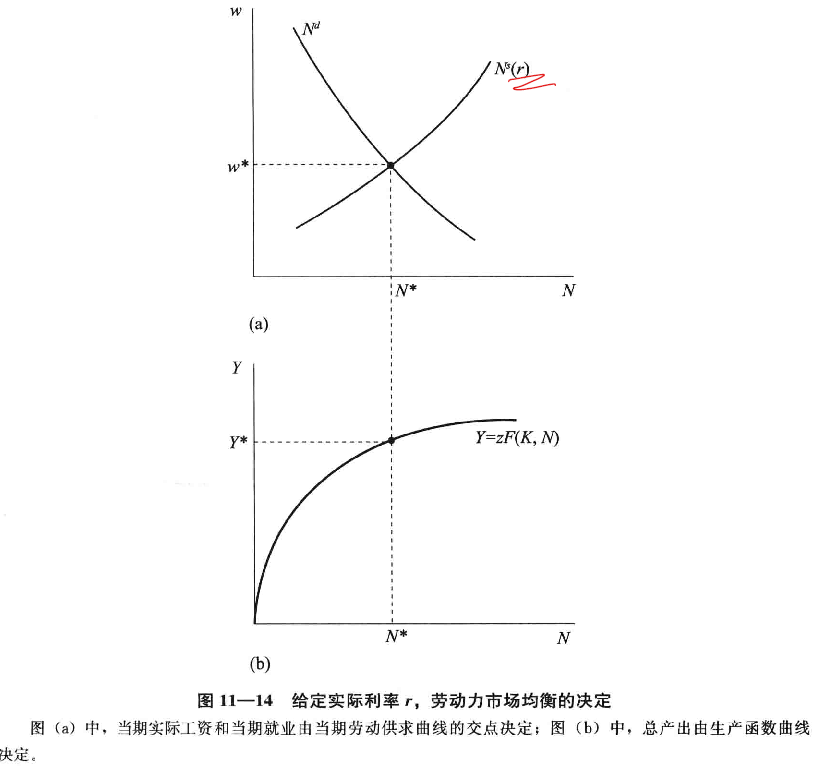 w
N^d
N^s(r)
w*
N*
N
(a)
Y
Y*
Y=zF(K, N)
N*
N
(b)
图 11—14 给定实际利率 r，劳动力市场均衡的决定
图（a）中，当期实际工资和当期就业由当期劳动供求曲线的交点决定；图（b）中，总产出由生产函数曲线
决定。